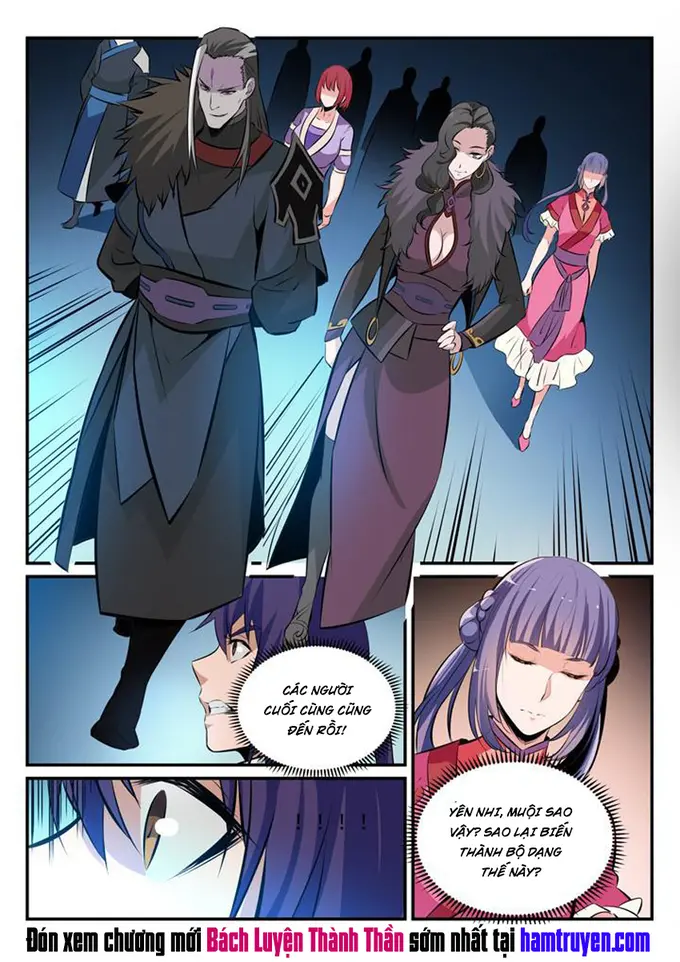 CÁC NGƯỜI
CUỐI CÙNG CŨNG
ĐẾN RỒI!
YÊN NHI, MUỘI SAO
VẬY? SAO LẠI BIẾN
THÀNH BỘ DẠNG
THẾ NÀY?
! ! ! !
Đón xem chương mới Bách Luyện Thành Thần sớm nhất tại hamtruyen.com